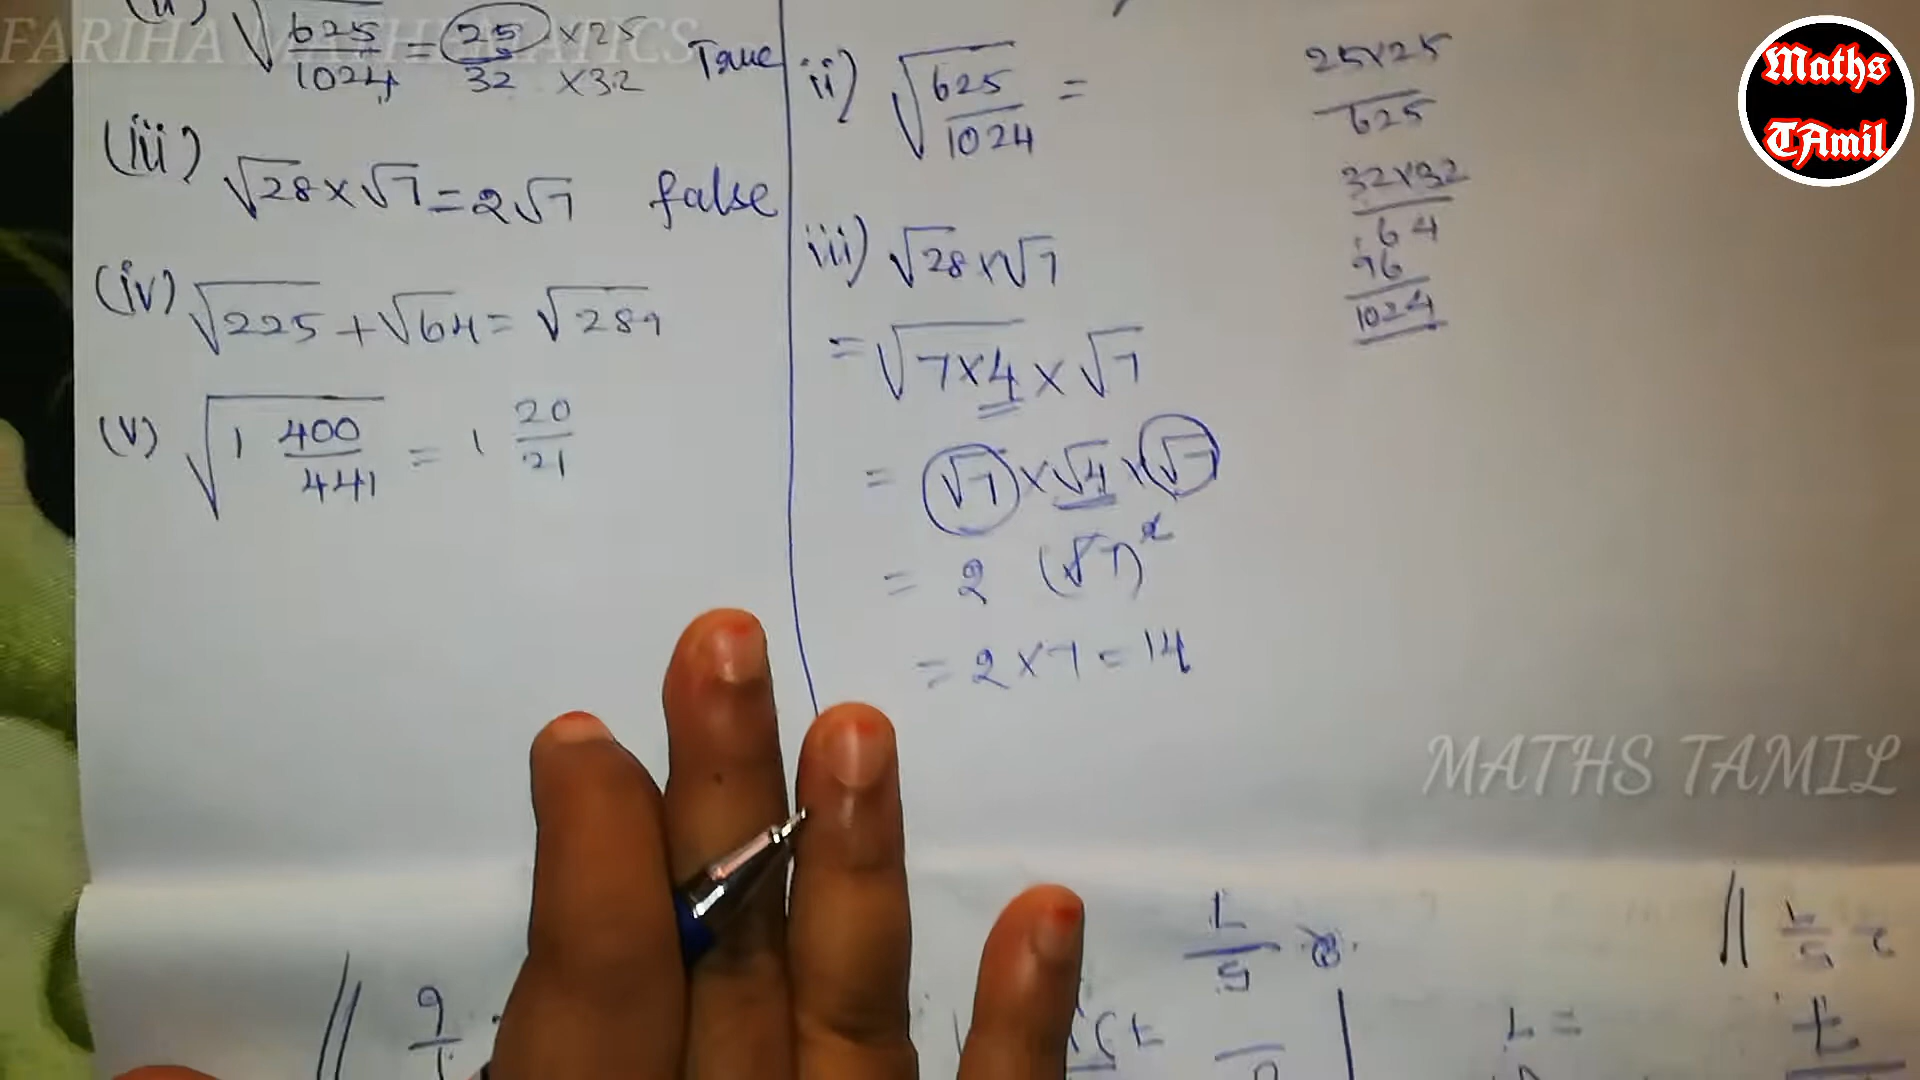 FARIHA MATHEMATICS
(ii) √625/1024 = 25/32 ×25 ×32 True
(iii) √28 × √7 = 2√7 false
(iv) √225 + √64 = √289
(v) √1 400/441 = 1 20/21
ii) √625/1024 =
iii) √28 × √7
= √7×4 × √7
= √7 × √4 × √7
= 2 (√7)²
= 2 × 7 = 14
25×25
625
32×32
64
96
1024
Maths
TAmil
MATHS TAMIL